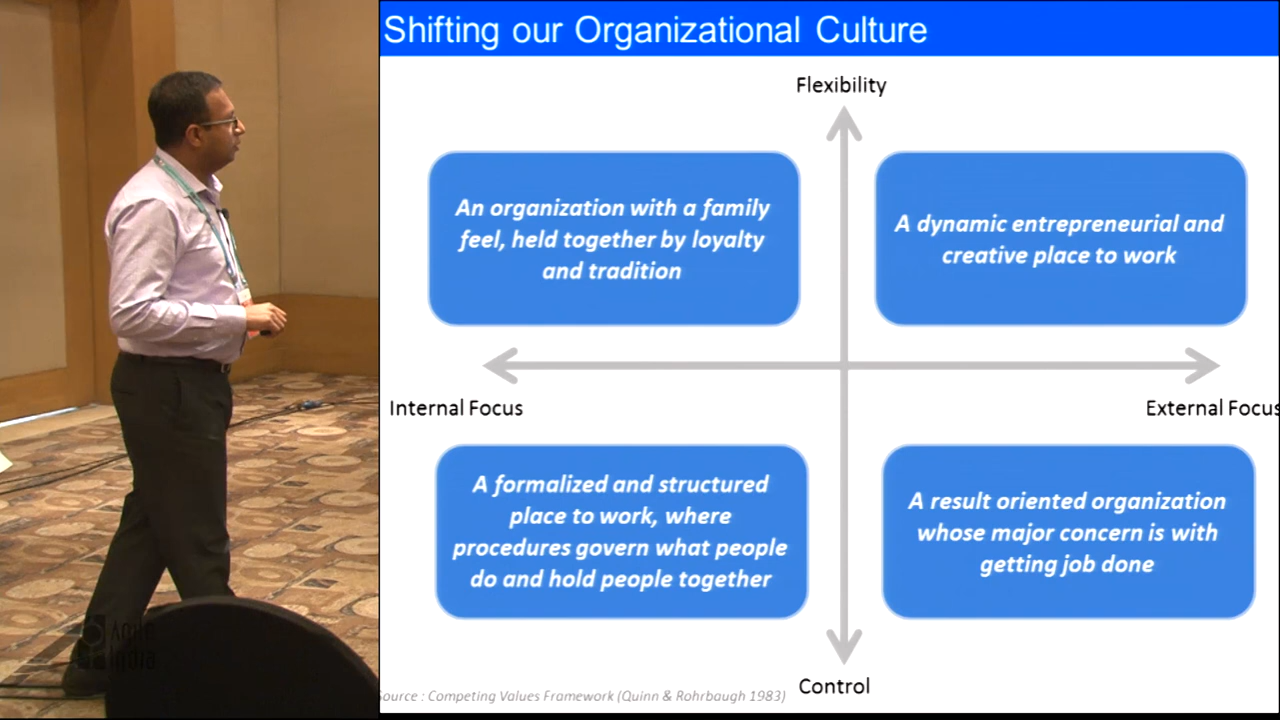 Shifting our Organizational Culture
Flexibility
An organization with a family
feel, held together by loyalty
and tradition
A dynamic entrepreneurial and
creative place to work
Internal Focus
External Focus
A formalized and structured
place to work, where
procedures govern what people
do and hold people together
A result oriented organization
whose major concern is with
getting job done
Control
Source : Competing Values Framework (Quinn & Rohrbaugh 1983)
Agile
India